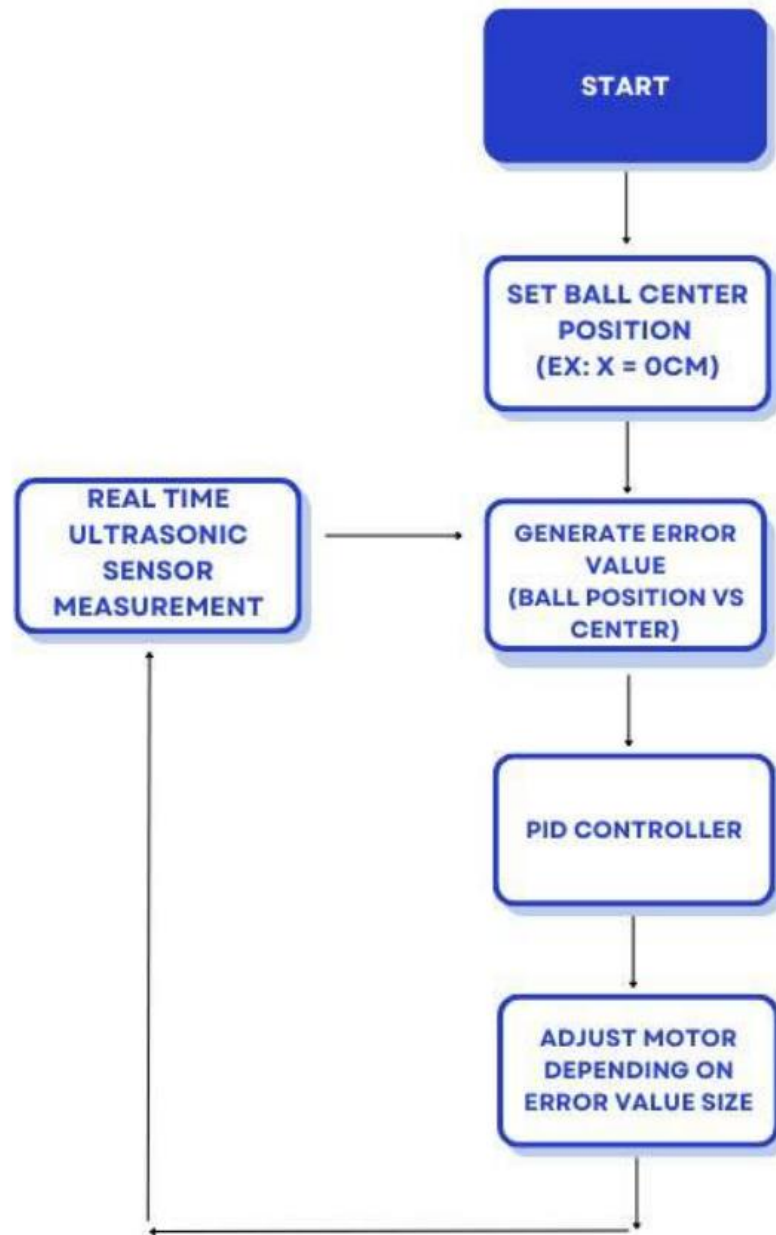 START
SET BALL CENTER
POSITION
(EX: X = 0CM)
REAL TIME
ULTRASONIC
SENSOR
MEASUREMENT
GENERATE ERROR
VALUE
(BALL POSITION VS
CENTER)
PID CONTROLLER
ADJUST MOTOR
DEPENDING ON
ERROR VALUE SIZE